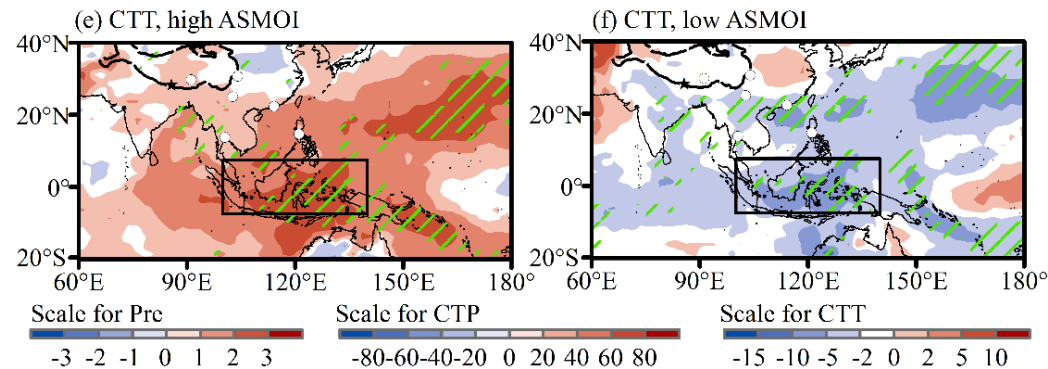 (e) CTT, high ASMOI
(f) CTT, low ASMOI
40°N
20°N
0°
20°S
60°E 90°E 120°E 150°E 180°
40°N
20°N
0°
20°S
60°E 90°E 120°E 150°E 180°
Scale for Pre
-3 -2 -1 0 1 2 3
Scale for CTP
-80 -60 -40 -20 0 20 40 60 80
Scale for CTT
-15 -10 -5 -2 0 2 5 10